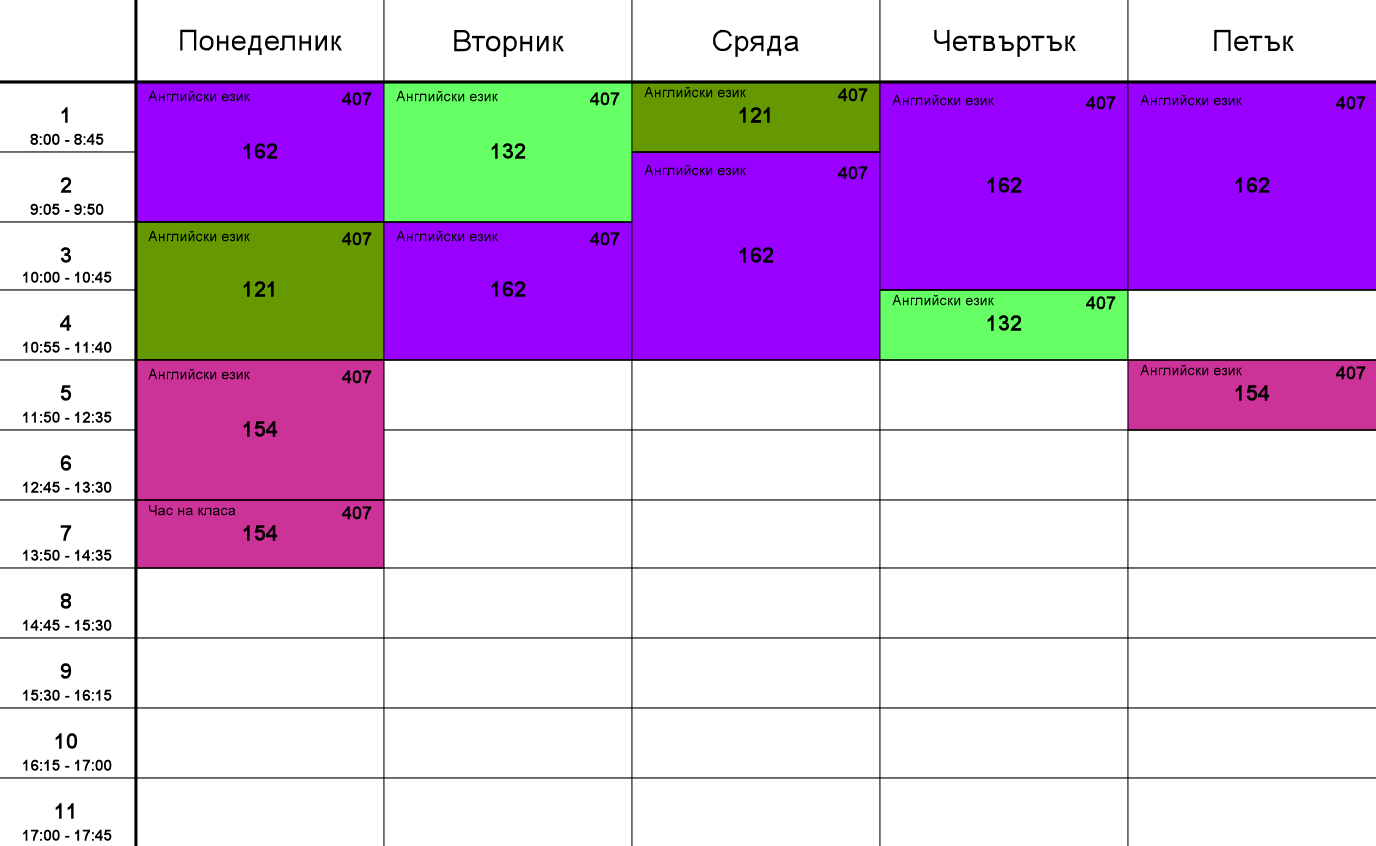 Понеделник Вторник Сряда Четвъртък Петък
1
8:00 - 8:45
2
9:05 - 9:50
3
10:00 - 10:45
4
10:55 - 11:40
5
11:50 - 12:35
6
12:45 - 13:30
7
13:50 - 14:35
8
14:45 - 15:30
9
15:30 - 16:15
10
16:15 - 17:00
11
17:00 - 17:45
Английски език 407
162
Английски език 407
121
Английски език 407
154
Час на класа 407
154
Английски език 407
132
Английски език 407
162
Английски език 407
121
Английски език 407
162
Английски език 407
162
Английски език 407
132
Английски език 407
162
Английски език 407
154